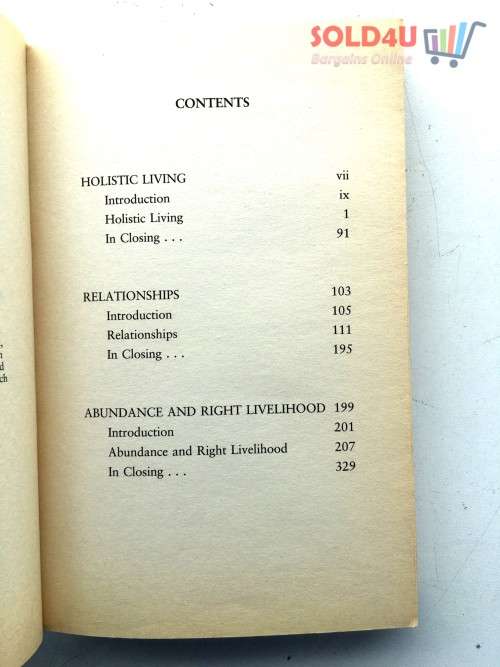 SOLD4U
Bargains Online
CONTENTS
HOLISTIC LIVING vii
Introduction ix
Holistic Living 1
In Closing . . . 91
RELATIONSHIPS 103
Introduction 105
Relationships 111
In Closing . . . 195
ABUNDANCE AND RIGHT LIVELIHOOD 199
Introduction 201
Abundance and Right Livelihood 207
In Closing . . . 329